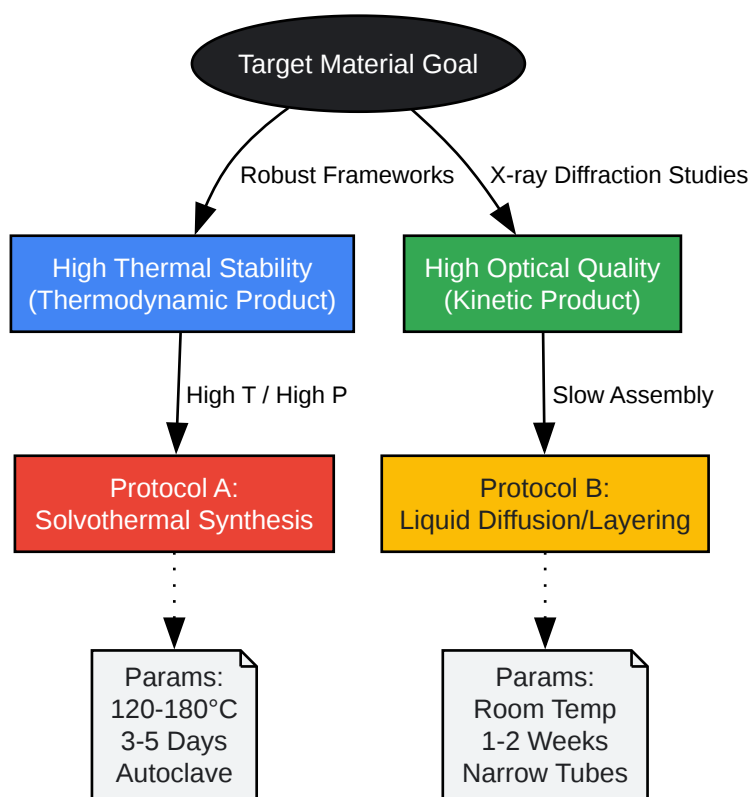 Target Material Goal
Robust Frameworks
X-ray Diffraction Studies
High Thermal Stability
(Thermodynamic Product)
High Optical Quality
(Kinetic Product)
High T / High P
Slow Assembly
Protocol A:
Solvothermal Synthesis
Protocol B:
Liquid Diffusion/Layering
Params:
120-180°C
3-5 Days
Autoclave
Params:
Room Temp
1-2 Weeks
Narrow Tubes